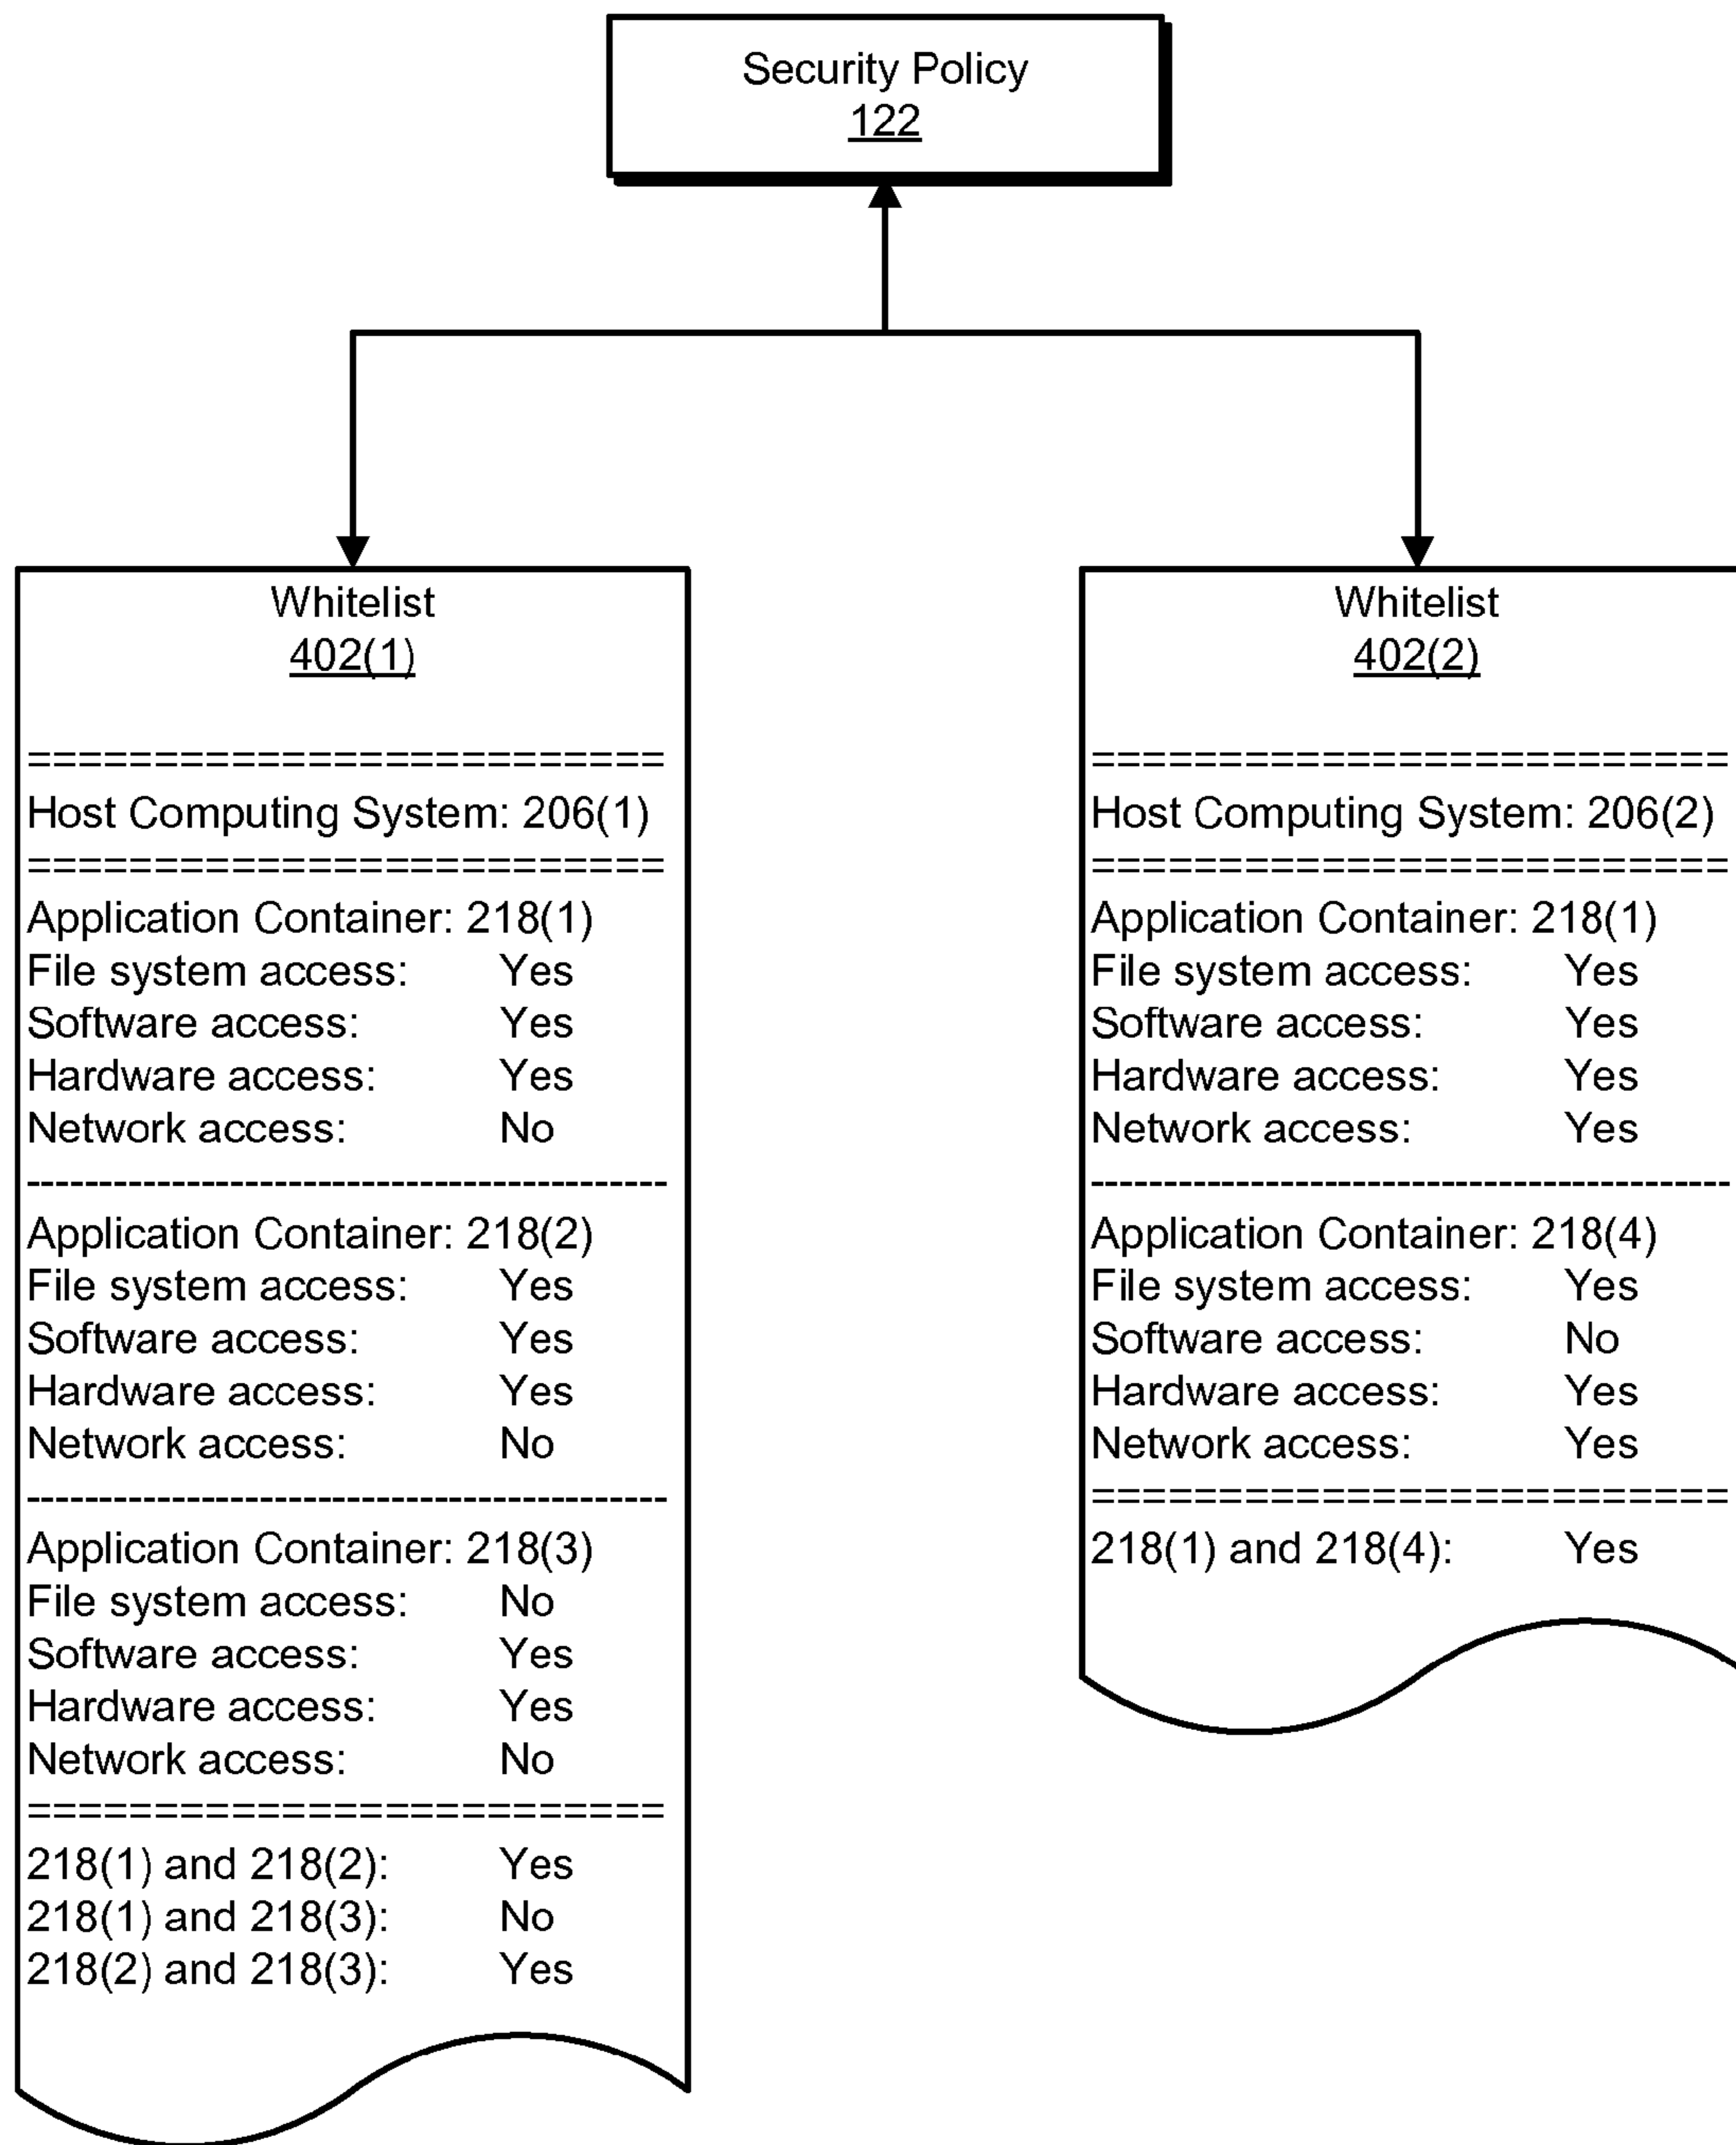 Security Policy
122
Whitelist
402(1)
=========================
Host Computing System: 206(1)
=========================
Application Container: 218(1)
File system access: Yes
Software access: Yes
Hardware access: Yes
Network access: No
--------------------------------------------
Application Container: 218(2)
File system access: Yes
Software access: Yes
Hardware access: Yes
Network access: No
--------------------------------------------
Application Container: 218(3)
File system access: No
Software access: Yes
Hardware access: Yes
Network access: No
=========================
218(1) and 218(2): Yes
218(1) and 218(3): No
218(2) and 218(3): Yes
Whitelist
402(2)
=========================
Host Computing System: 206(2)
=========================
Application Container: 218(1)
File system access: Yes
Software access: Yes
Hardware access: Yes
Network access: Yes
--------------------------------------------
Application Container: 218(4)
File system access: Yes
Software access: No
Hardware access: Yes
Network access: Yes
=========================
218(1) and 218(4): Yes